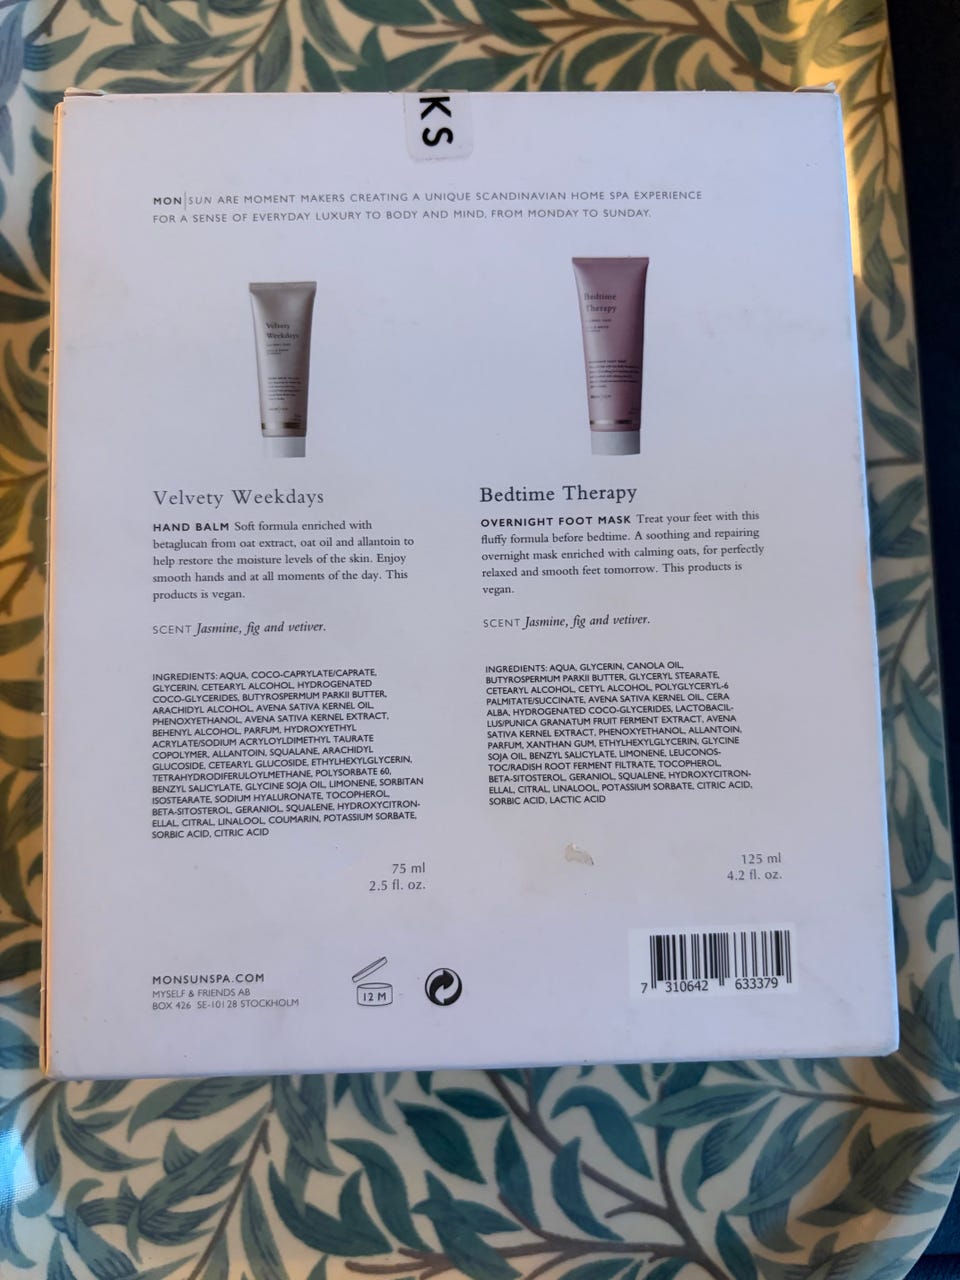 KS
MON|SUN ARE MOMENT MAKERS CREATING A UNIQUE SCANDINAVIAN HOME SPA EXPERIENCE
FOR A SENSE OF EVERYDAY LUXURY TO BODY AND MIND, FROM MONDAY TO SUNDAY.
Velvety
Weekdays
Bedtime
Therapy
Velvety Weekdays
HAND BALM Soft formula enriched with
betaglucan from oat extract, oat oil and allantoin to
help restore the moisture levels of the skin. Enjoy
smooth hands and at all moments of the day. This
products is vegan.
SCENT Jasmine, fig and vetiver.
INGREDIENTS: AQUA, COCO-CAPRYLATE/CAPRATE,
GLYCERIN, CETEARYL ALCOHOL, HYDROGENATED
COCO-GLYCERIDES, BUTYROSPERMUM PARKII BUTTER,
ARACHIDYL ALCOHOL, AVENA SATIVA KERNEL OIL,
PHENOXYETHANOL, AVENA SATIVA KERNEL EXTRACT,
BEHENYL ALCOHOL, PARFUM, HYDROXYETHYL
ACRYLATE/SODIUM ACRYLOYLDIMETHYL TAURATE
COPOLYMER, ALLANTOIN, SQUALANE, ARACHIDYL
GLUCOSIDE, CETEARYL GLUCOSIDE, ETHYLHEXYLGLYCERIN,
TETRAHYDRODIFERULOYLMETHANE, POLYSORBATE 60,
BENZYL SALICYLATE, GLYCINE SOJA OIL, LIMONENE, SORBITAN
ISOSTEARATE, SODIUM HYALURONATE, TOCOPHEROL,
BETA-SITOSTEROL, GERANIOL, SQUALENE, HYDROXYCITRON-
ELLAL, CITRAL, LINALOOL, COUMARIN, POTASSIUM SORBATE,
SORBIC ACID, CITRIC ACID
75 ml
2.5 fl. oz.
Bedtime Therapy
OVERNIGHT FOOT MASK Treat your feet with this
fluffy formula before bedtime. A soothing and repairing
overnight mask enriched with calming oats, for perfectly
relaxed and smooth feet tomorrow. This products is
vegan.
SCENT Jasmine, fig and vetiver.
INGREDIENTS: AQUA, GLYCERIN, CANOLA OIL,
BUTYROSPERMUM PARKII BUTTER, GLYCERYL STEARATE,
CETEARYL ALCOHOL, CETYL ALCOHOL, POLYGLYCERYL-6
PALMITATE/SUCCINATE, AVENA SATIVA KERNEL OIL, CERA
ALBA, HYDROGENATED COCO-GLYCERIDES, LACTOBACIL-
LUS/PUNICA GRANATUM FRUIT FERMENT EXTRACT, AVENA
SATIVA KERNEL EXTRACT, PHENOXYETHANOL, ALLANTOIN,
PARFUM, XANTHAN GUM, ETHYLHEXYLGLYCERIN, GLYCINE
SOJA OIL, BENZYL SALICYLATE, LIMONENE, LEUCONOS-
TOC/RADISH ROOT FERMENT FILTRATE, TOCOPHEROL,
BETA-SITOSTEROL, GERANIOL, SQUALENE, HYDROXYCITRON-
ELLAL, CITRAL, LINALOOL, POTASSIUM SORBATE, CITRIC ACID,
SORBIC ACID, LACTIC ACID
125 ml
4.2 fl. oz.
MONSUNSPA.COM
MYSELF & FRIENDS AB
BOX 426 SE-101 28 STOCKHOLM
12 M
7 310642 633379